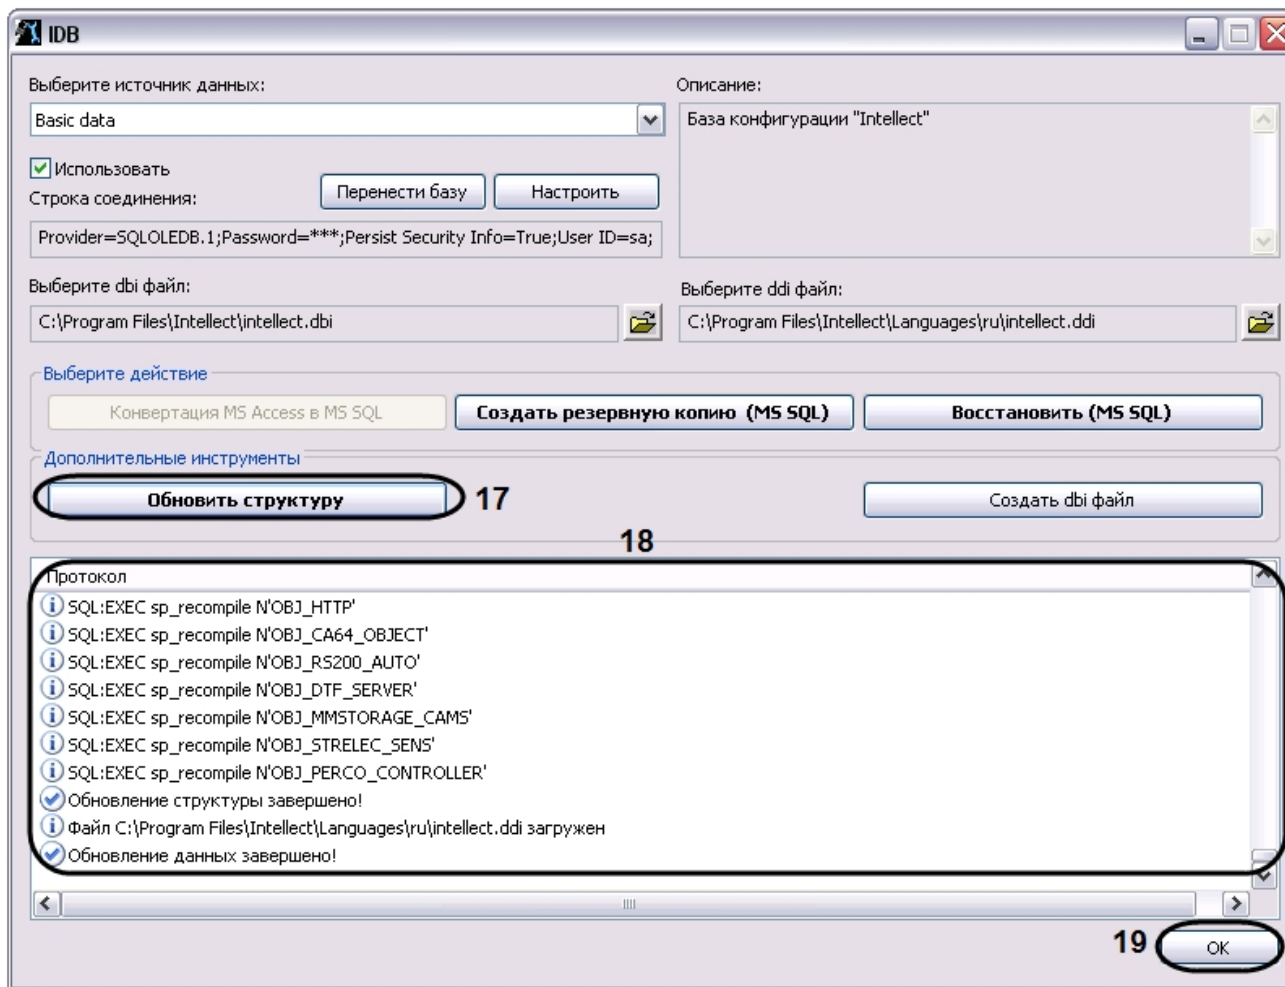 IDB
Выберите источник данных:
Описание:
Basic data
База конфигурации "Intellect"
Использовать
Строка соединения:
Перенести базу
Настроить
Provider=SQLOLEDB.1;Password=***;Persist Security Info=True;User ID=sa;
Выберите dbi файл:
Выберите ddi файл:
C:\Program Files\Intellect\intellect.dbi
C:\Program Files\Intellect\Languages\ru\intellect.ddi
Выберите действие
Конвертация MS Access в MS SQL
Создать резервную копию (MS SQL)
Восстановить (MS SQL)
Дополнительные инструменты
Обновить структуру
17
Создать dbi файл
18
Протокол
SQL:EXEC sp_recompile N'OBJ_HTTP'
SQL:EXEC sp_recompile N'OBJ_CA64_OBJECT'
SQL:EXEC sp_recompile N'OBJ_RS200_AUTO'
SQL:EXEC sp_recompile N'OBJ_DTF_SERVER'
SQL:EXEC sp_recompile N'OBJ_MMSTORAGE_CAMS'
SQL:EXEC sp_recompile N'OBJ_STRELEC_SENS'
SQL:EXEC sp_recompile N'OBJ_PERCO_CONTROLLER'
Обновление структуры завершено!
Файл C:\Program Files\Intellect\Languages\ru\intellect.ddi загружен
Обновление данных завершено!
19
OK